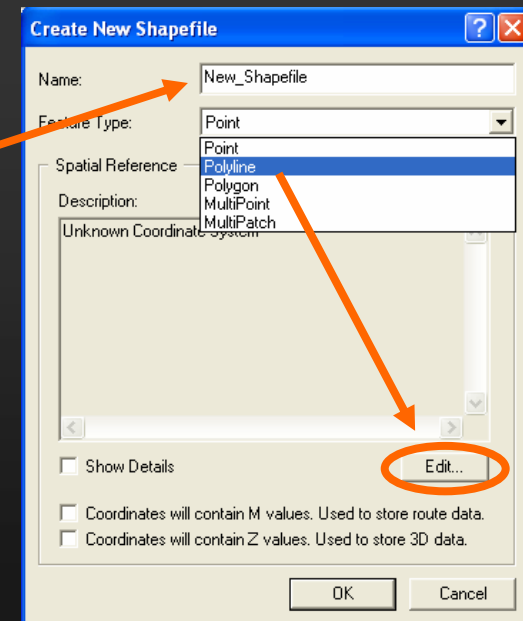 Create New Shapefile
Name: New_Shapefile
Feature Type: Point
Point
Polyline
Polygon
MultiPoint
MultiPatch
Spatial Reference
Description:
Unknown Coordinate System
Show Details
Edit...
Coordinates will contain M values. Used to store route data.
Coordinates will contain Z values. Used to store 3D data.
OK Cancel